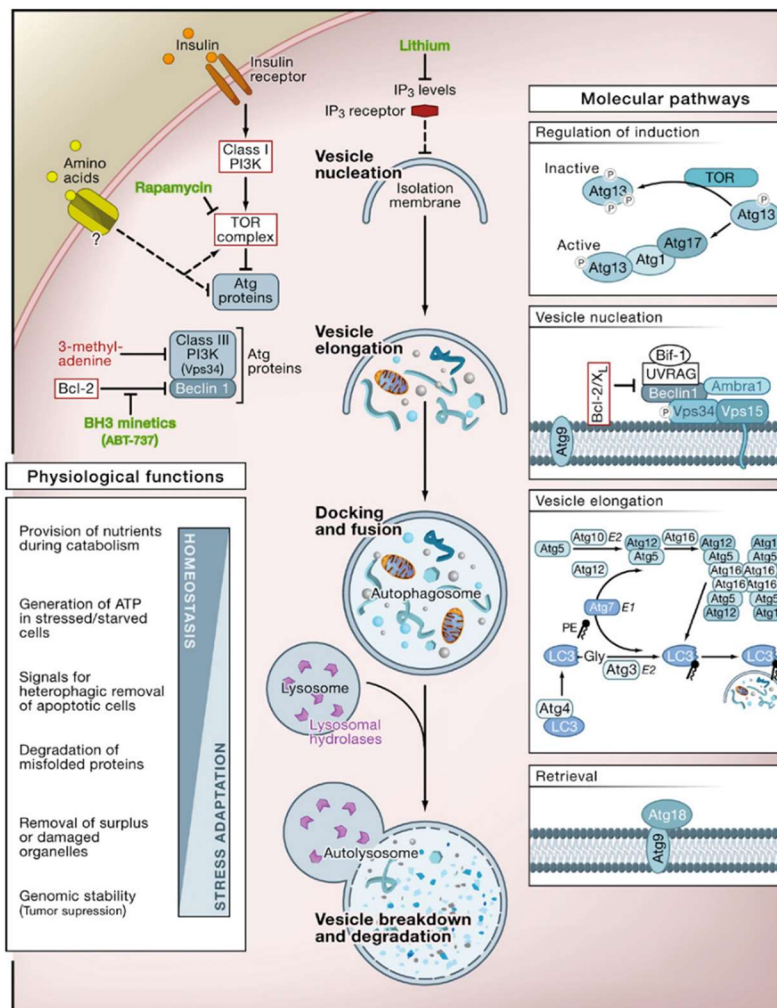 Insulin
Insulin
receptor
Amino
acids
?
Class I
PI3K
Rapamycin
TOR
complex
Atg
proteins
3-methyl-
adenine
Class III
PI3K
(Vps34)
Atg
proteins
Bcl-2
Beclin 1
BH3 minetics
(ABT-737)
Lithium
IP3 levels
IP3 receptor
Vesicle
nucleation
Isolation
membrane
Vesicle
elongation
Docking
and fusion
Autophagosome
Lysosome
Lysosomal
hydrolases
Autolysosome
Vesicle breakdown
and degradation
Physiological functions
Provision of nutrients
during catabolism
Generation of ATP
in stressed/starved
cells
Signals for
heterophagic removal
of apoptotic cells
Degradation of
misfolded proteins
Removal of surplus
or damaged
organelles
Genomic stability
(Tumor supression)
HOMEOSTASIS
STRESS ADAPTATION
Molecular pathways
Regulation of induction
Inactive
P
Atg13
P
P
TOR
P
Atg13
Active
P
Atg13
Atg1
Atg17
Vesicle nucleation
Bcl-2/XL
Bif-1
UVRAG
Beclin1
Ambra1
P
Vps34
Vps15
Atg9
Vesicle elongation
Atg5
Atg10 E2
Atg12
Atg12
Atg5
Atg16
Atg12
Atg5
Atg16
Atg16
Atg5
Atg12
Atg1
Atg5
Atg16
Atg16
Atg5
Atg1
Atg7 E1
PE
LC3
Gly
Atg3 E2
LC3
LC3
Atg4
LC3
Retrieval
Atg18
Atg9